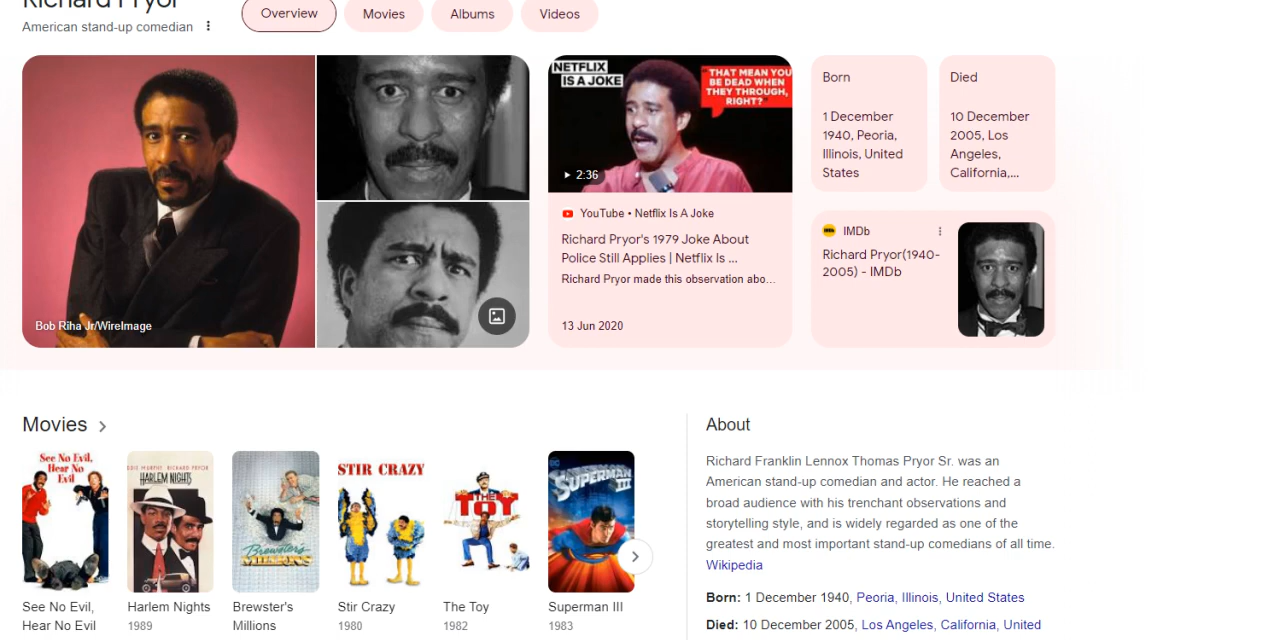 Richard Pryor
American stand-up comedian
Overview
Movies
Albums
Videos
Bob Riha Jr/WireImage
NETFLIX
IS A JOKE
"THAT MEAN YOU
BE DEAD WHEN
THEY THROUGH,
RIGHT?"
2:36
YouTube • Netflix Is A Joke
Richard Pryor's 1979 Joke About
Police Still Applies | Netflix Is ...
Richard Pryor made this observation abo...
13 Jun 2020
Born
1 December
1940, Peoria,
Illinois, United
States
Died
10 December
2005, Los
Angeles,
California,...
IMDb
Richard Pryor(1940-
2005) - IMDb
Movies
See No Evil,
Hear No
Evil
EDDIE MURPHY RICHARD PRYOR
HARLEM NIGHTS
Brewster's
MILLIONS
STIR CRAZY
THE
TOY
DC
SUPERMAN
III
See No Evil,
Hear No Evil
Harlem Nights
1989
Brewster's
Millions
Stir Crazy
1980
The Toy
1982
Superman III
1983
About
Richard Franklin Lennox Thomas Pryor Sr. was an
American stand-up comedian and actor. He reached a
broad audience with his trenchant observations and
storytelling style, and is widely regarded as one of the
greatest and most important stand-up comedians of all time.
Wikipedia
Born: 1 December 1940, Peoria, Illinois, United States
Died: 10 December 2005, Los Angeles, California, United